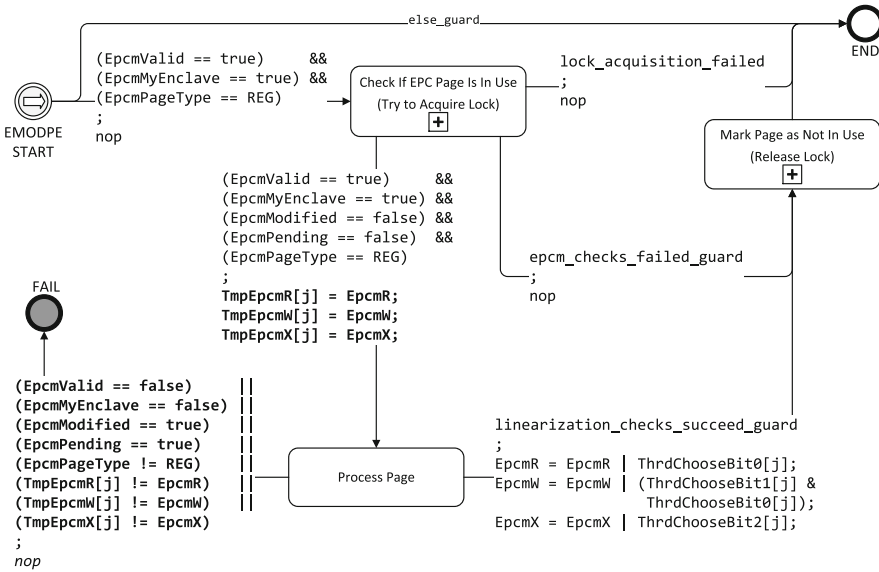 else_guard
END
(EpcmValid == true) &&
(EpcmMyEnclave == true) &&
(EpcmPageType == REG)
;
nop
EMODPE
START
Check If EPC Page Is In Use
(Try to Acquire Lock)
+
lock_acquisition_failed
;
nop
Mark Page as Not In Use
(Release Lock)
+
(EpcmValid == true) &&
(EpcmMyEnclave == true) &&
(EpcmModified == false) &&
(EpcmPending == false) &&
(EpcmPageType == REG)
;
TmpEpcmR[j] = EpcmR;
TmpEpcmW[j] = EpcmW;
TmpEpcmX[j] = EpcmX;
epcm_checks_failed_guard
;
nop
FAIL
(EpcmValid == false) ||
(EpcmMyEnclave == false) ||
(EpcmModified == true) ||
(EpcmPending == true) ||
(EpcmPageType != REG) ||
(TmpEpcmR[j] != EpcmR) ||
(TmpEpcmW[j] != EpcmW) ||
(TmpEpcmX[j] != EpcmX)
;
nop
Process Page
linearization_checks_succeed_guard
;
EpcmR = EpcmR | ThrdChooseBit0[j];
EpcmW = EpcmW | (ThrdChooseBit1[j] &
ThrdChooseBit0[j]);
EpcmX = EpcmX | ThrdChooseBit2[j];